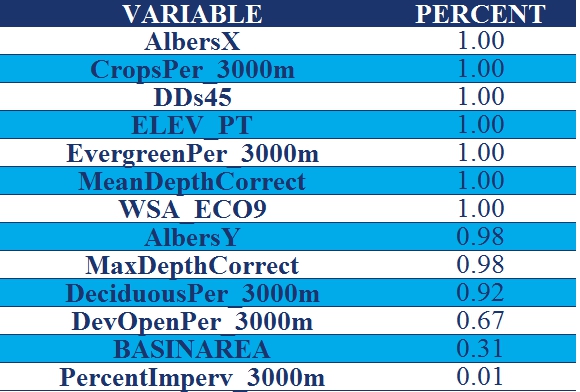 VARIABLE PERCENT
AlbersX 1.00
CropsPer_3000m 1.00
DDs45 1.00
ELEV_PT 1.00
EvergreenPer_3000m 1.00
MeanDepthCorrect 1.00
WSA_ECO9 1.00
AlbersY 0.98
MaxDepthCorrect 0.98
DeciduousPer_3000m 0.92
DevOpenPer_3000m 0.67
BASINAREA 0.31
PercentImperv_3000m 0.01